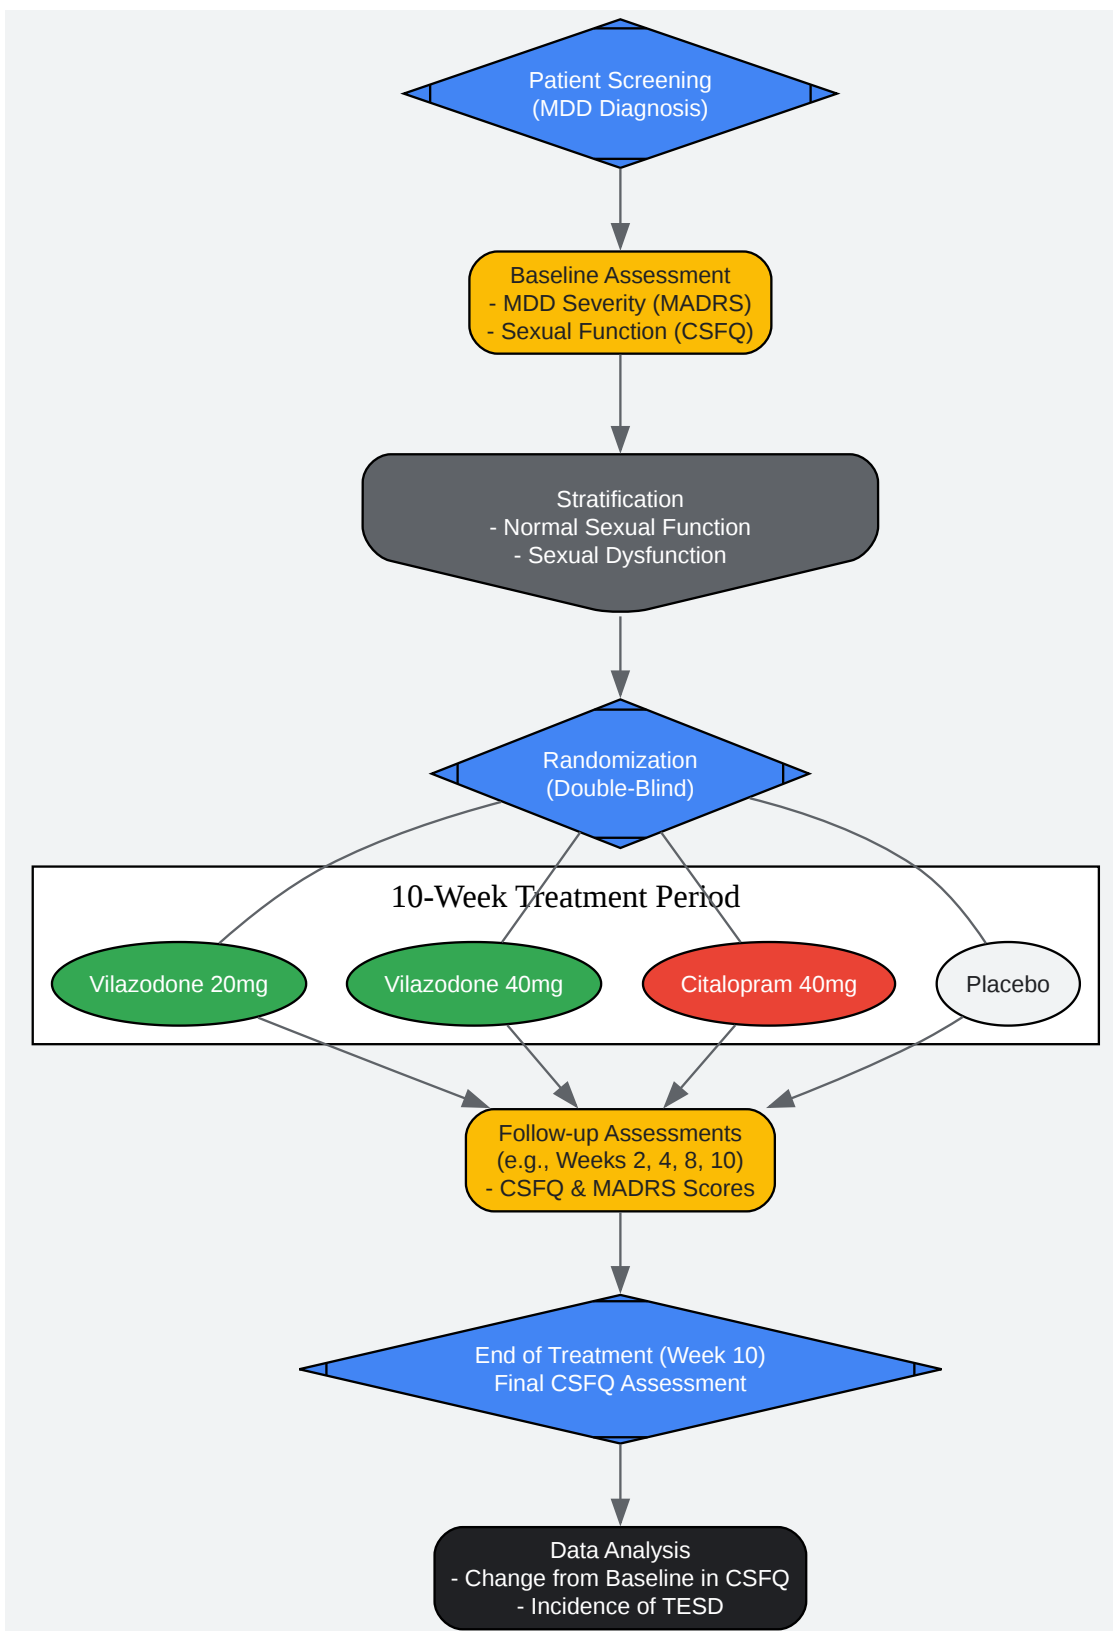 Patient Screening
(MDD Diagnosis)
Baseline Assessment
- MDD Severity (MADRS)
- Sexual Function (CSFQ)
Stratification
- Normal Sexual Function
- Sexual Dysfunction
Randomization
(Double-Blind)
10-Week Treatment Period
Vilazodone 20mg
Vilazodone 40mg
Citalopram 40mg
Placebo
Follow-up Assessments
(e.g., Weeks 2, 4, 8, 10)
- CSFQ & MADRS Scores
End of Treatment (Week 10)
Final CSFQ Assessment
Data Analysis
- Change from Baseline in CSFQ
- Incidence of TESD